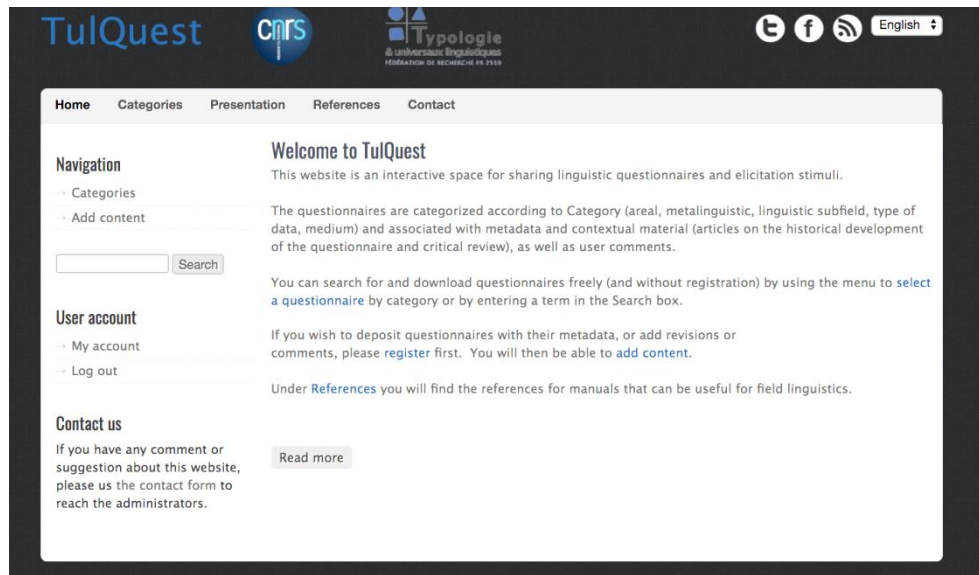 TulQuest
cnrs
Typologie
& universaux linguistiques
FÉDÉRATION DE RECHERCHE FR 2559
English
Home Categories Presentation References Contact
Navigation
Categories
Add content
Search
User account
My account
Log out
Contact us
If you have any comment or
suggestion about this website,
please us the contact form to
reach the administrators.
Welcome to TulQuest
This website is an interactive space for sharing linguistic questionnaires and elicitation stimuli.
The questionnaires are categorized according to Category (areal, metalinguistic, linguistic subfield, type of
data, medium) and associated with metadata and contextual material (articles on the historical development
of the questionnaire and critical review), as well as user comments.
You can search for and download questionnaires freely (and without registration) by using the menu to select
a questionnaire by category or by entering a term in the Search box.
If you wish to deposit questionnaires with their metadata, or add revisions or
comments, please register first. You will then be able to add content.
Under References you will find the references for manuals that can be useful for field linguistics.
Read more